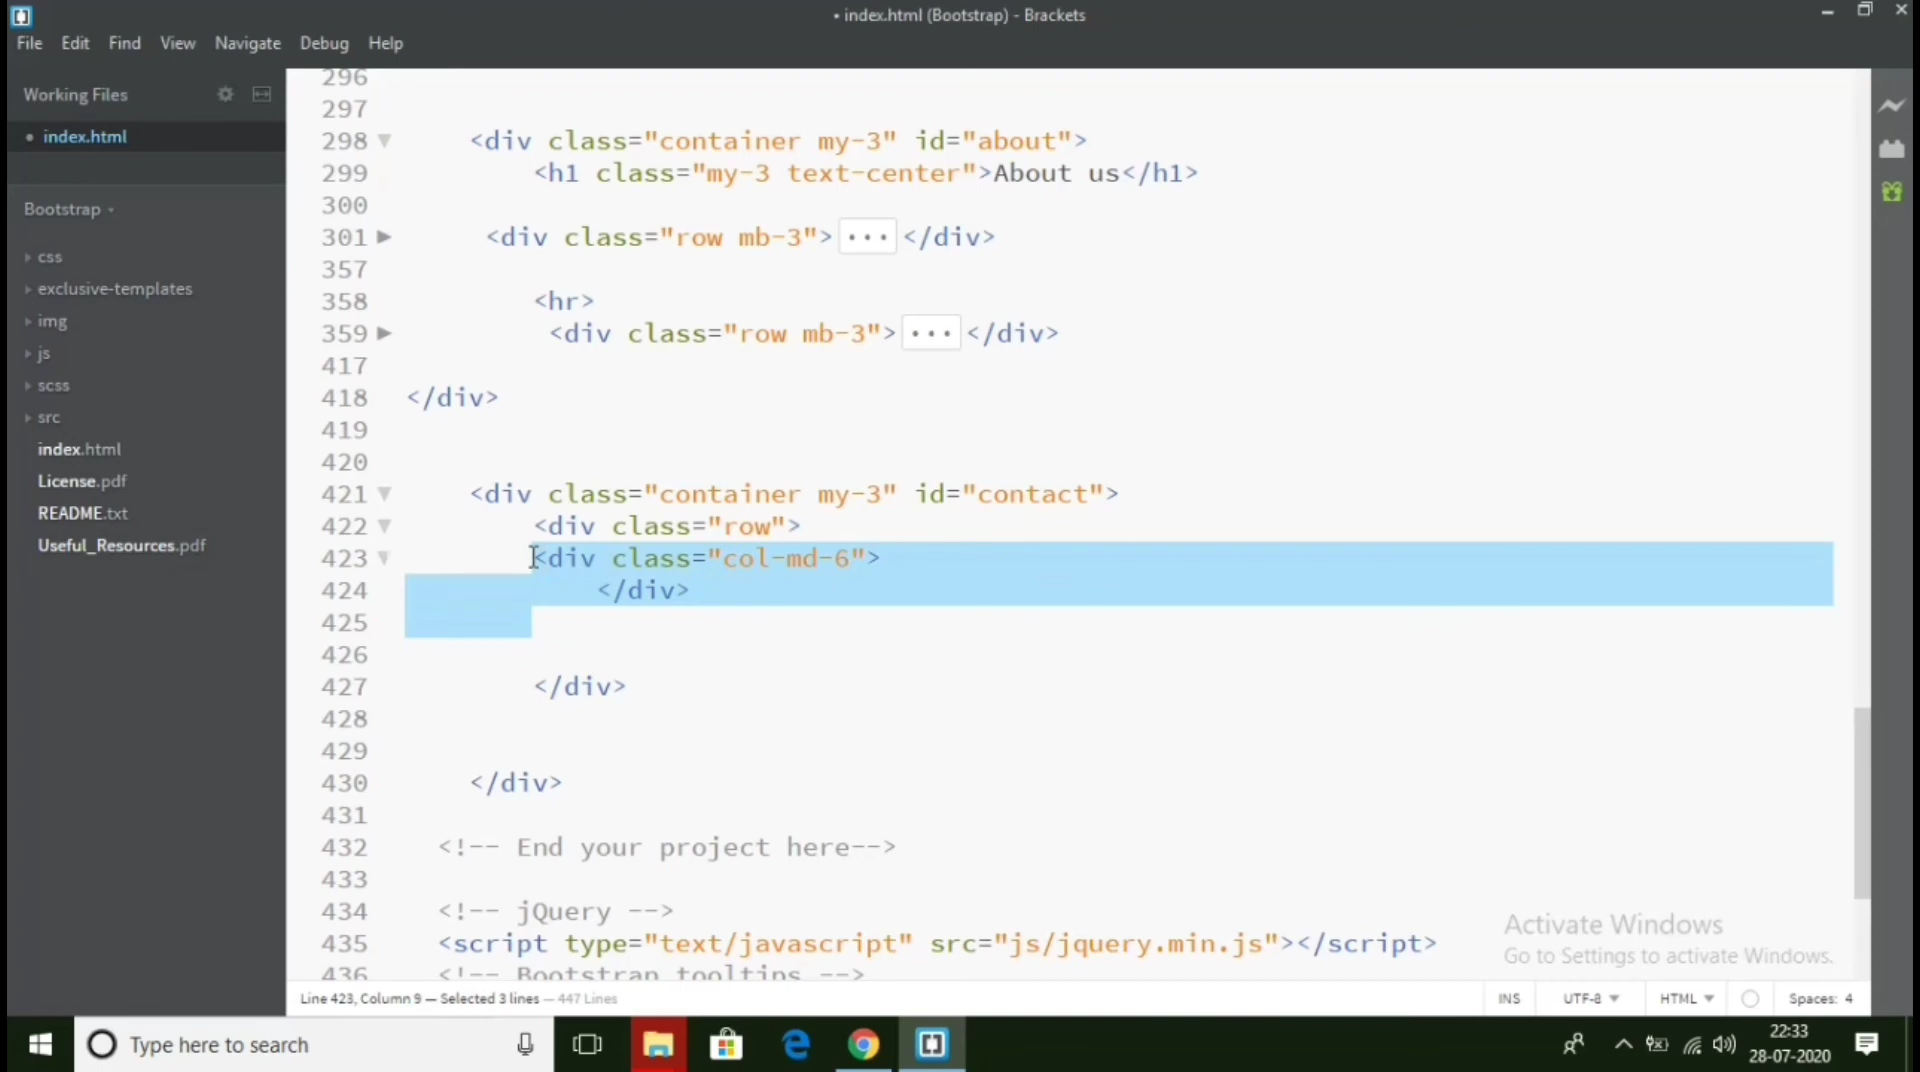 • index.html (Bootstrap) - Brackets
File Edit Find View Navigate Debug Help
Working Files
• index.html
Bootstrap
css
exclusive-templates
img
js
scss
src
index.html
License.pdf
README.txt
Useful_Resources.pdf
296
297
298 <div class="container my-3" id="about">
299 <h1 class="my-3 text-center">About us</h1>
300
301 <div class="row mb-3"> ••• </div>
357
358 <hr>
359 <div class="row mb-3"> ••• </div>
417
418 </div>
419
420
421 <div class="container my-3" id="contact">
422 <div class="row">
423 <div class="col-md-6">
424 </div>
425
426
427 </div>
428
429
430 </div>
431
432 <!-- End your project here-->
433
434 <!-- jQuery -->
435 <script type="text/javascript" src="js/jquery.min.js"></script>
436 <!-- Bootstrap tooltips -->
Activate Windows
Go to Settings to activate Windows.
Line 423, Column 9 — Selected 3 lines — 447 Lines
INS UTF-8 HTML Spaces: 4
Type here to search
22:33
28-07-2020